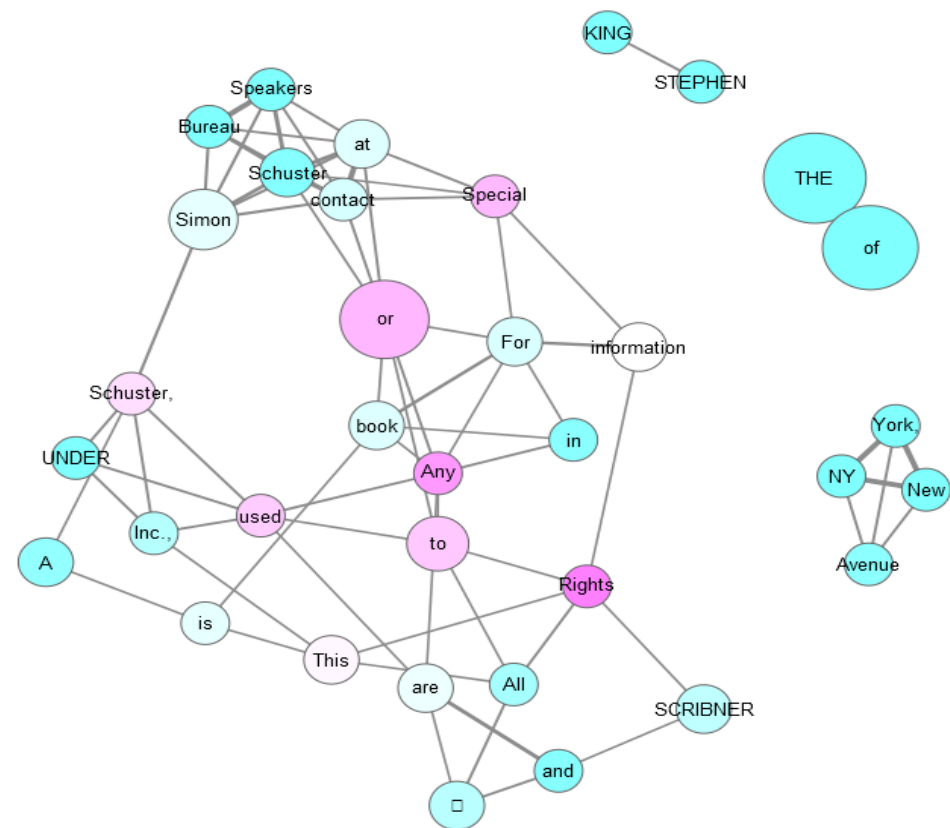 KING
STEPHEN
Speakers
Bureau
at
THE
Schuster
contact
Special
Simon
of
or
For
information
Schuster,
book
York,
in
UNDER
Any
NY
New
used
Inc.,
to
A
Avenue
Rights
is
This
are
All
SCRIBNER
and
□